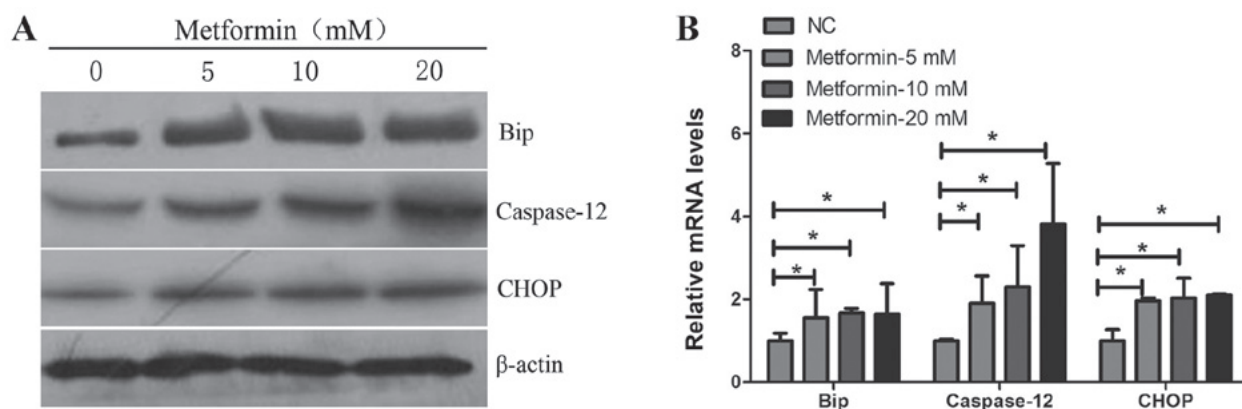 A
Metformin（mM）
0 5 10 20
Bip
Caspase-12
CHOP
β-actin
B
NC
Metformin-5 mM
Metformin-10 mM
Metformin-20 mM
Relative mRNA levels
8
6
4
2
0
* * *
* * *
* * *
Bip Caspase-12 CHOP